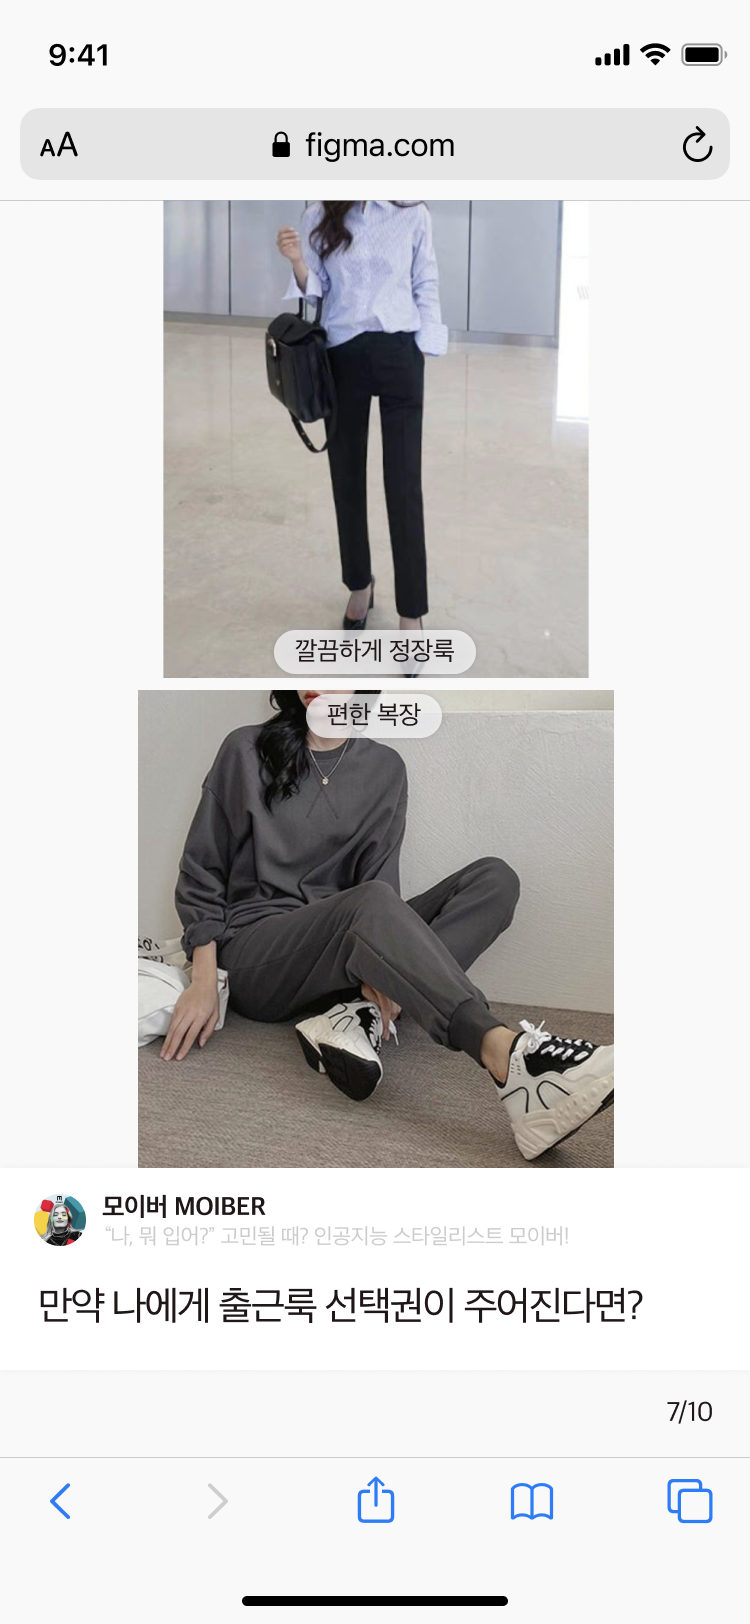 9:41
AA
figma.com
깔끔하게 정장룩
편한 복장
모이버 MOIBER
“나, 뭐 입어?” 고민될 때? 인공지능 스타일리스트 모이버!
만약 나에게 출근룩 선택권이 주어진다면?
7/10